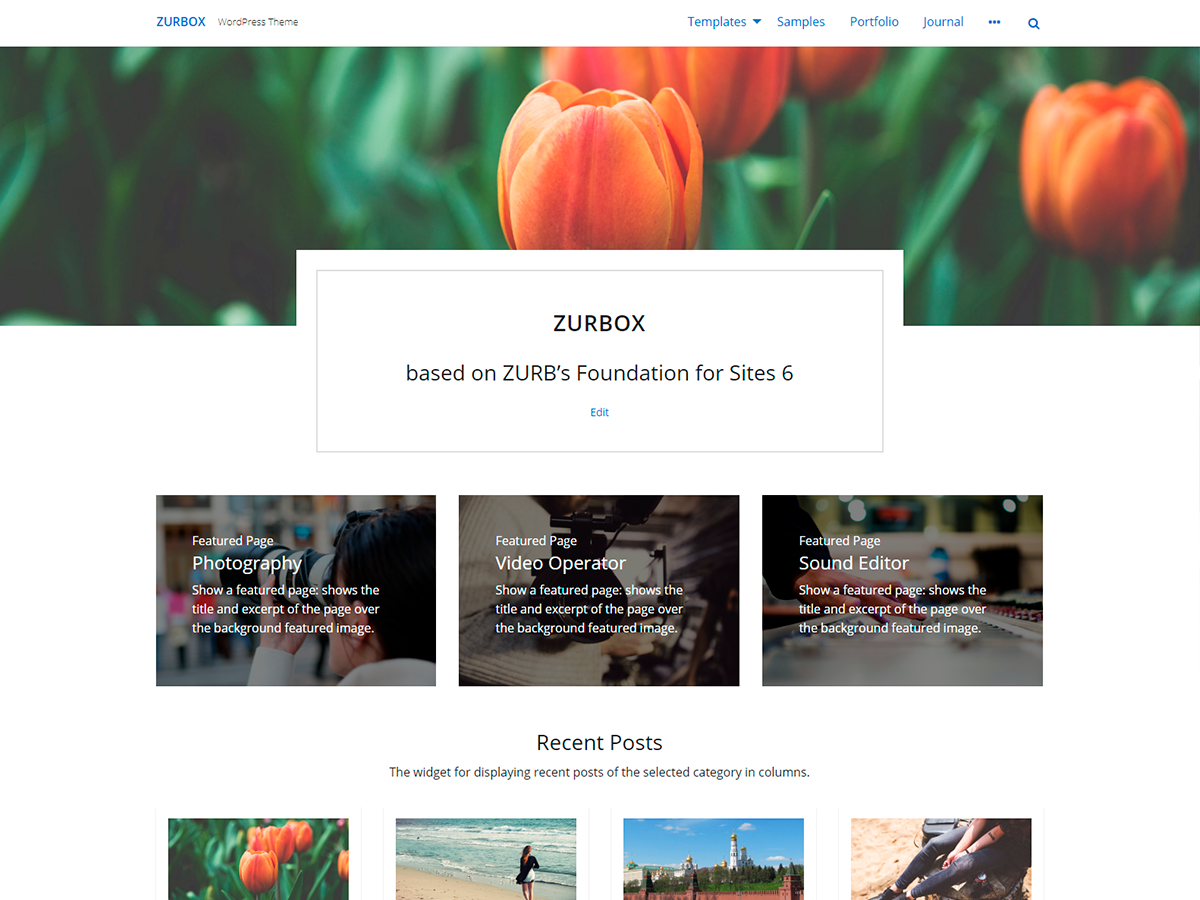 ZURBOX WordPress Theme Templates Samples Portfolio Journal
ZURBOX
based on ZURB’s Foundation for Sites 6
Edit
Featured Page
Photography
Show a featured page: shows the
title and excerpt of the page over
the background featured image.
Featured Page
Video Operator
Show a featured page: shows the
title and excerpt of the page over
the background featured image.
Featured Page
Sound Editor
Show a featured page: shows the
title and excerpt of the page over
the background featured image.
Recent Posts
The widget for displaying recent posts of the selected category in columns.